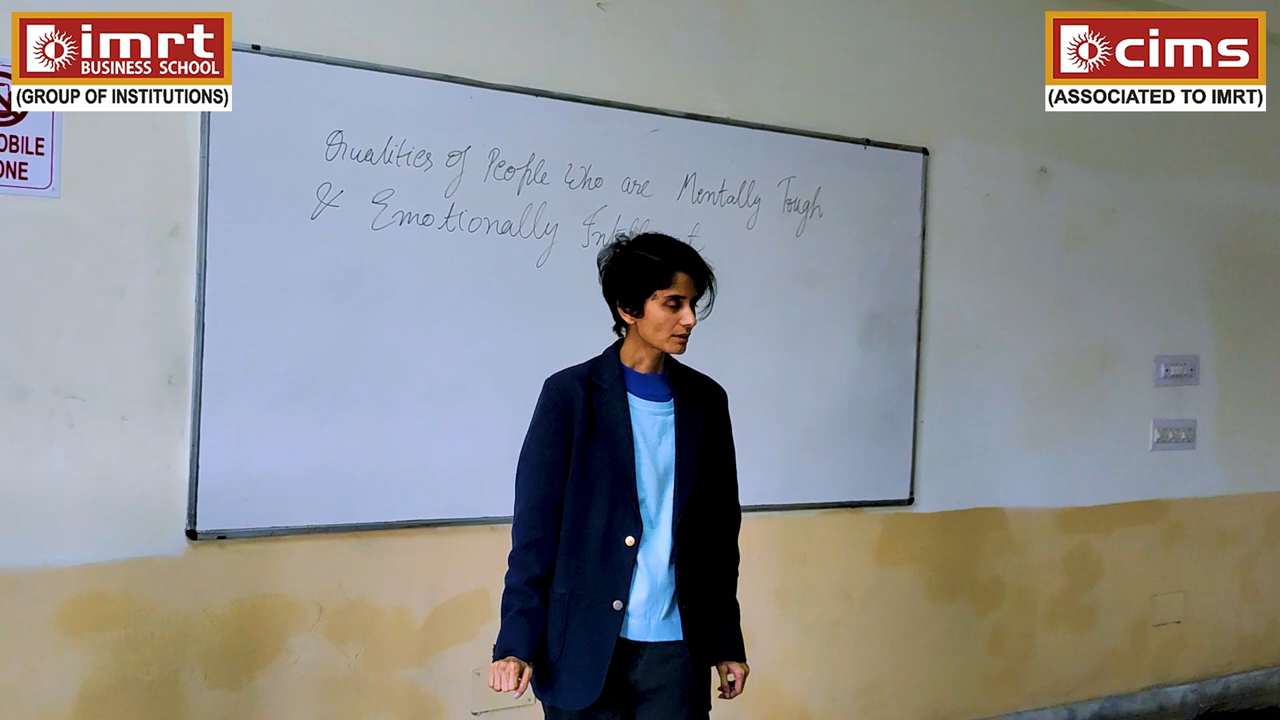 imrt
BUSINESS SCHOOL
(GROUP OF INSTITUTIONS)
cims
(ASSOCIATED TO IMRT)
OBILE
ONE
Qualities of People Who are Mentally Tough
& Emotionally